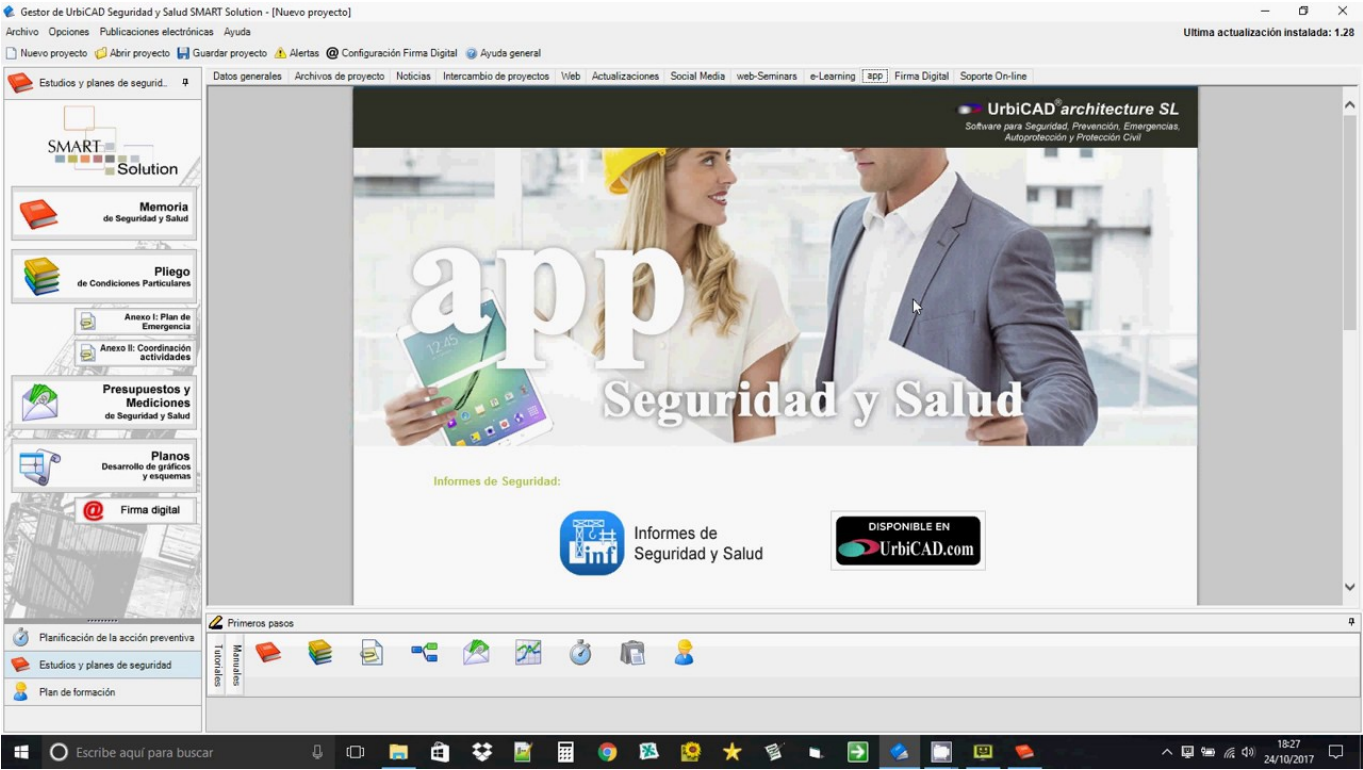 Gestor de UrbiCAD Seguridad y Salud SMART Solution - [Nuevo proyecto]
Archivo Opciones Publicaciones electrónicas Ayuda
Ultima actualización instalada: 1.28
Nuevo proyecto Abrir proyecto Guardar proyecto Alertas @ Configuración Firma Digital Ayuda general
Estudios y planes de segurid..
Datos generales Archivos de proyecto Noticias Intercambio de proyectos Web Actualizaciones Social Media web-Seminars e-Learning app Firma Digital Soporte On-line
SMART
Solution
Memoria
de Seguridad y Salud
Pliego
de Condiciones Particulares
Anexo I: Plan de
Emergencia
Anexo II: Coordinación
actividades
Presupuestos y
Mediciones
de Seguridad y Salud
Planos
Desarrollo de gráficos
y esquemas
@ Firma digital
UrbiCAD® architecture SL
Software para Seguridad, Prevención, Emergencias,
Autoprotección y Protección Civil
app
12:45
Seguridad y Salud
Informes de Seguridad:
inf
Informes de
Seguridad y Salud
DISPONIBLE EN
UrbiCAD.com
Primeros pasos
Tutoriales
Manuales
Planificación de la acción preventiva
Estudios y planes de seguridad
Plan de formación
Escribe aquí para buscar
18:27
24/10/2017